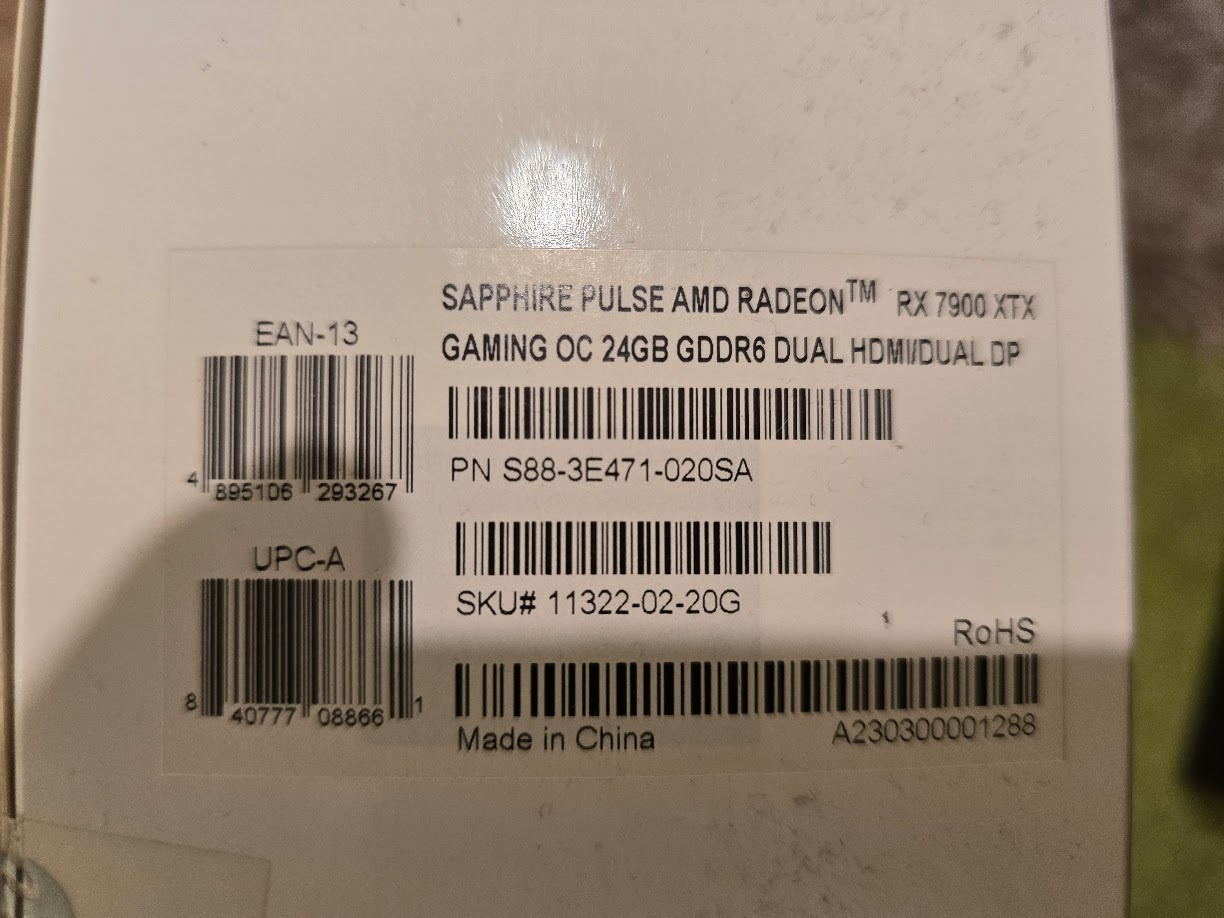 SAPPHIRE PULSE AMD RADEON™ RX 7900 XTX
GAMING OC 24GB GDDR6 DUAL HDMI/DUAL DP
EAN-13
4 895106 293267
PN S88-3E471-020SA
UPC-A
8 40777 08866 1
SKU# 11322-02-20G
RoHS
Made in China
A230300001288